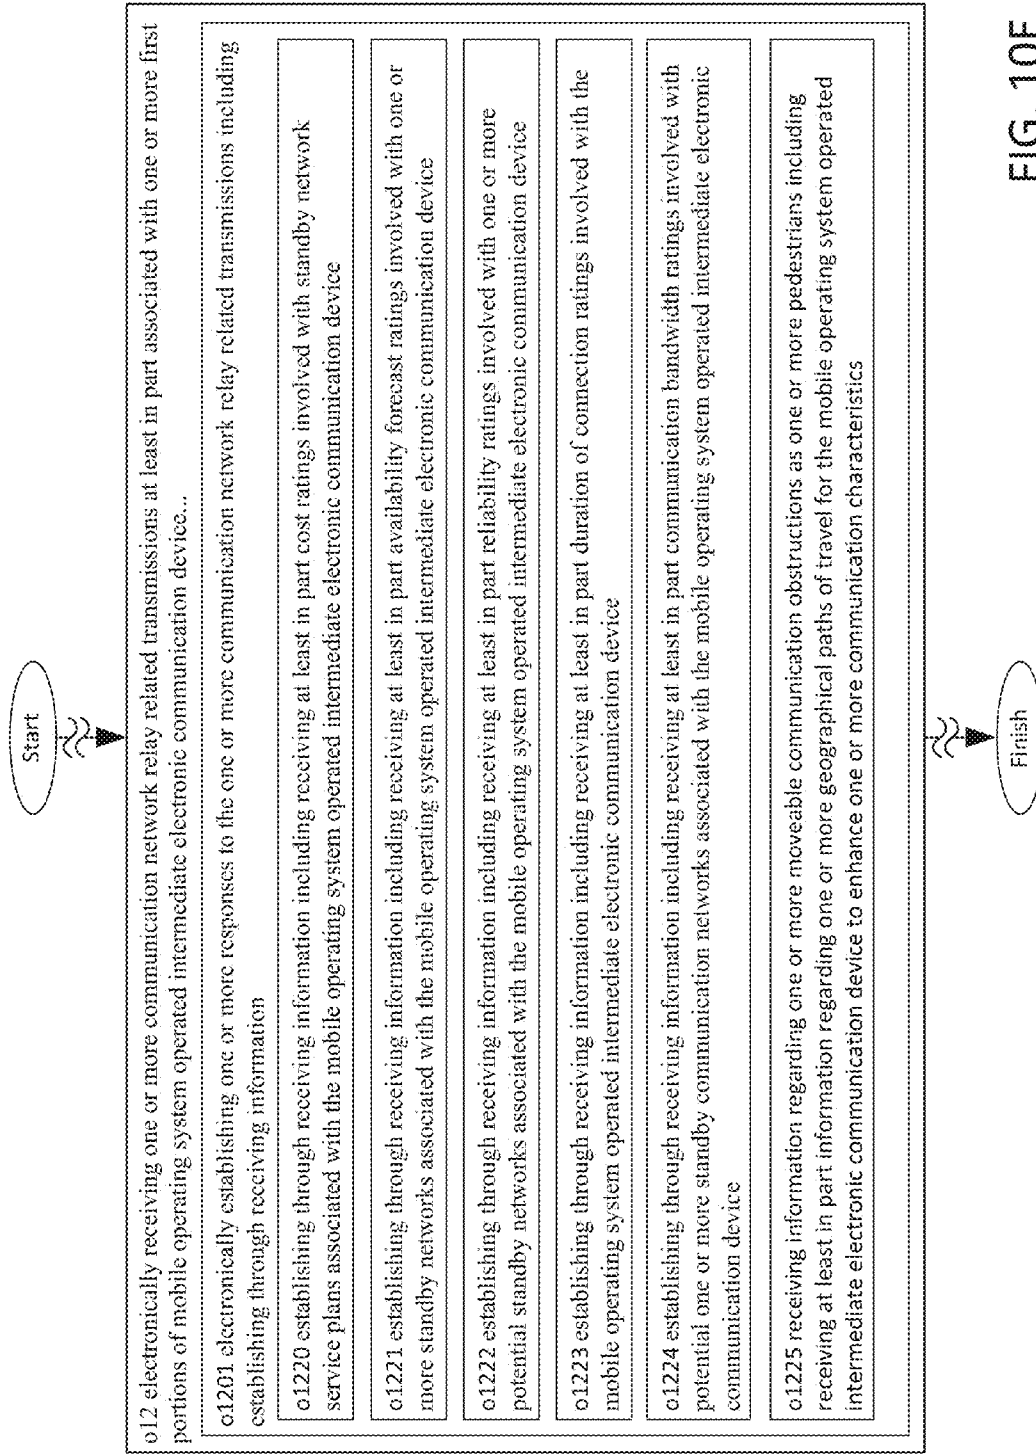 Start
o12 electronically receiving one or more communication network relay related transmissions at least in part associated with one or more first
portions of mobile operating system operated intermediate electronic communication device...
o1201 electronically establishing one or more responses to the one or more communication network relay related transmissions including
establishing through receiving information
o1220 establishing through receiving information including receiving at least in part cost ratings involved with standby network
service plans associated with the mobile operating system operated intermediate electronic communication device
o1221 establishing through receiving information including receiving at least in part availability forecast ratings involved with one or
more standby networks associated with the mobile operating system operated intermediate electronic communication device
o1222 establishing through receiving information including receiving at least in part reliability ratings involved with one or more
potential standby networks associated with the mobile operating system operated intermediate electronic communication device
o1223 establishing through receiving information including receiving at least in part duration of connection ratings involved with the
mobile operating system operated intermediate electronic communication device
o1224 establishing through receiving information including receiving at least in part communication bandwidth ratings involved with
potential one or more standby communication networks associated with the mobile operating system operated intermediate electronic
communication device
o1225 receiving information regarding one or more moveable communication obstructions as one or more pedestrians including
receiving at least in part information regarding one or more geographical paths of travel for the mobile operating system operated
intermediate electronic communication device to enhance one or more communication characteristics
Finish